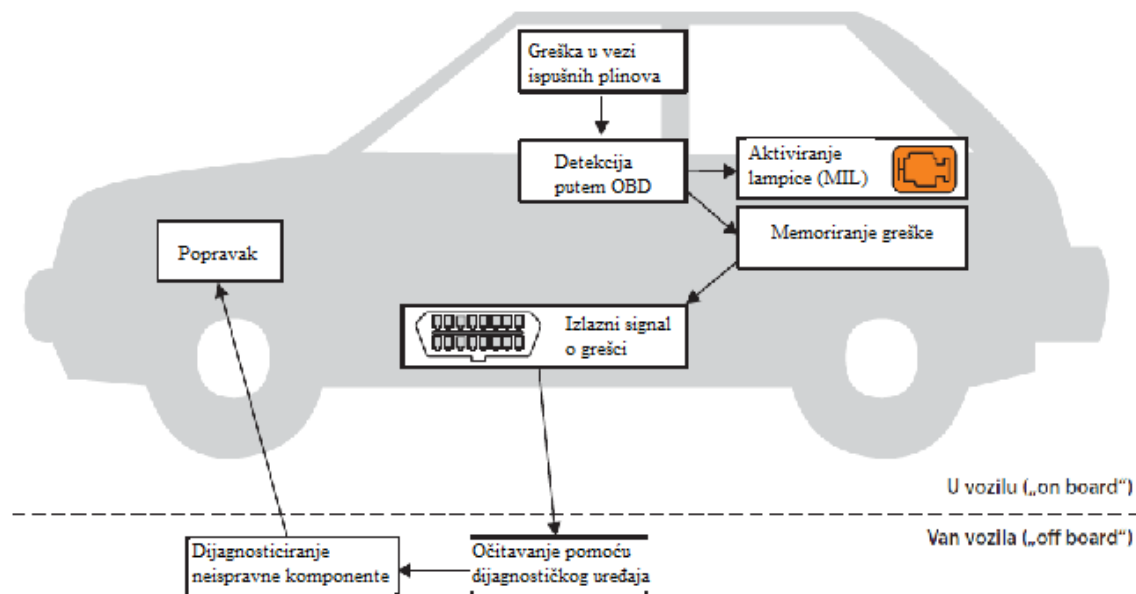 Greška u vezi
ispušnih plinova
Detekcija
putem OBD
Aktiviranje
lampice (MIL)
Memoriranje greške
Popravak
Izlazni signal
o grešci
U vozilu („on board“)
Van vozila („off board“)
Dijagnosticiranje
neispravne komponente
Očitavanje pomoću
dijagnostičkog uređaja